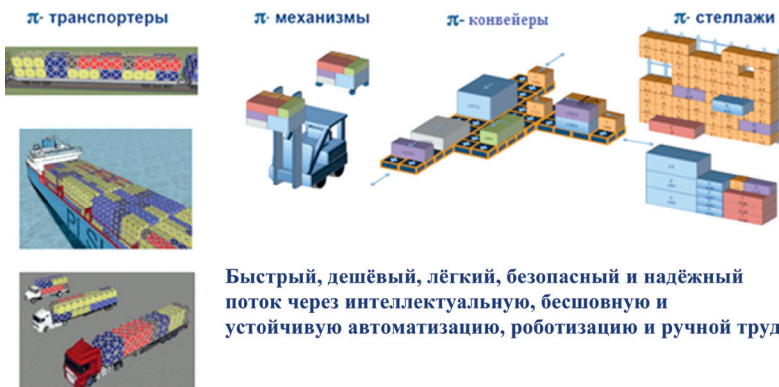 π- транспортеры
π- механизмы
π- конвейеры
π- стеллажи
Быстрый, дешёвый, лёгкий, безопасный и надёжный
поток через интеллектуальную, бесшовную и
устойчивую автоматизацию, роботизацию и ручной труд